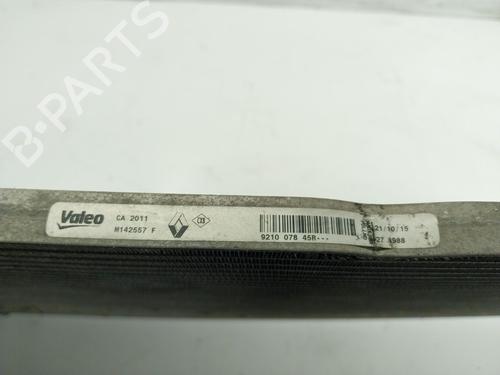 B-PARTS
Valeo
CA 2011
M142557 F
9210 078 45R---
21/10/15